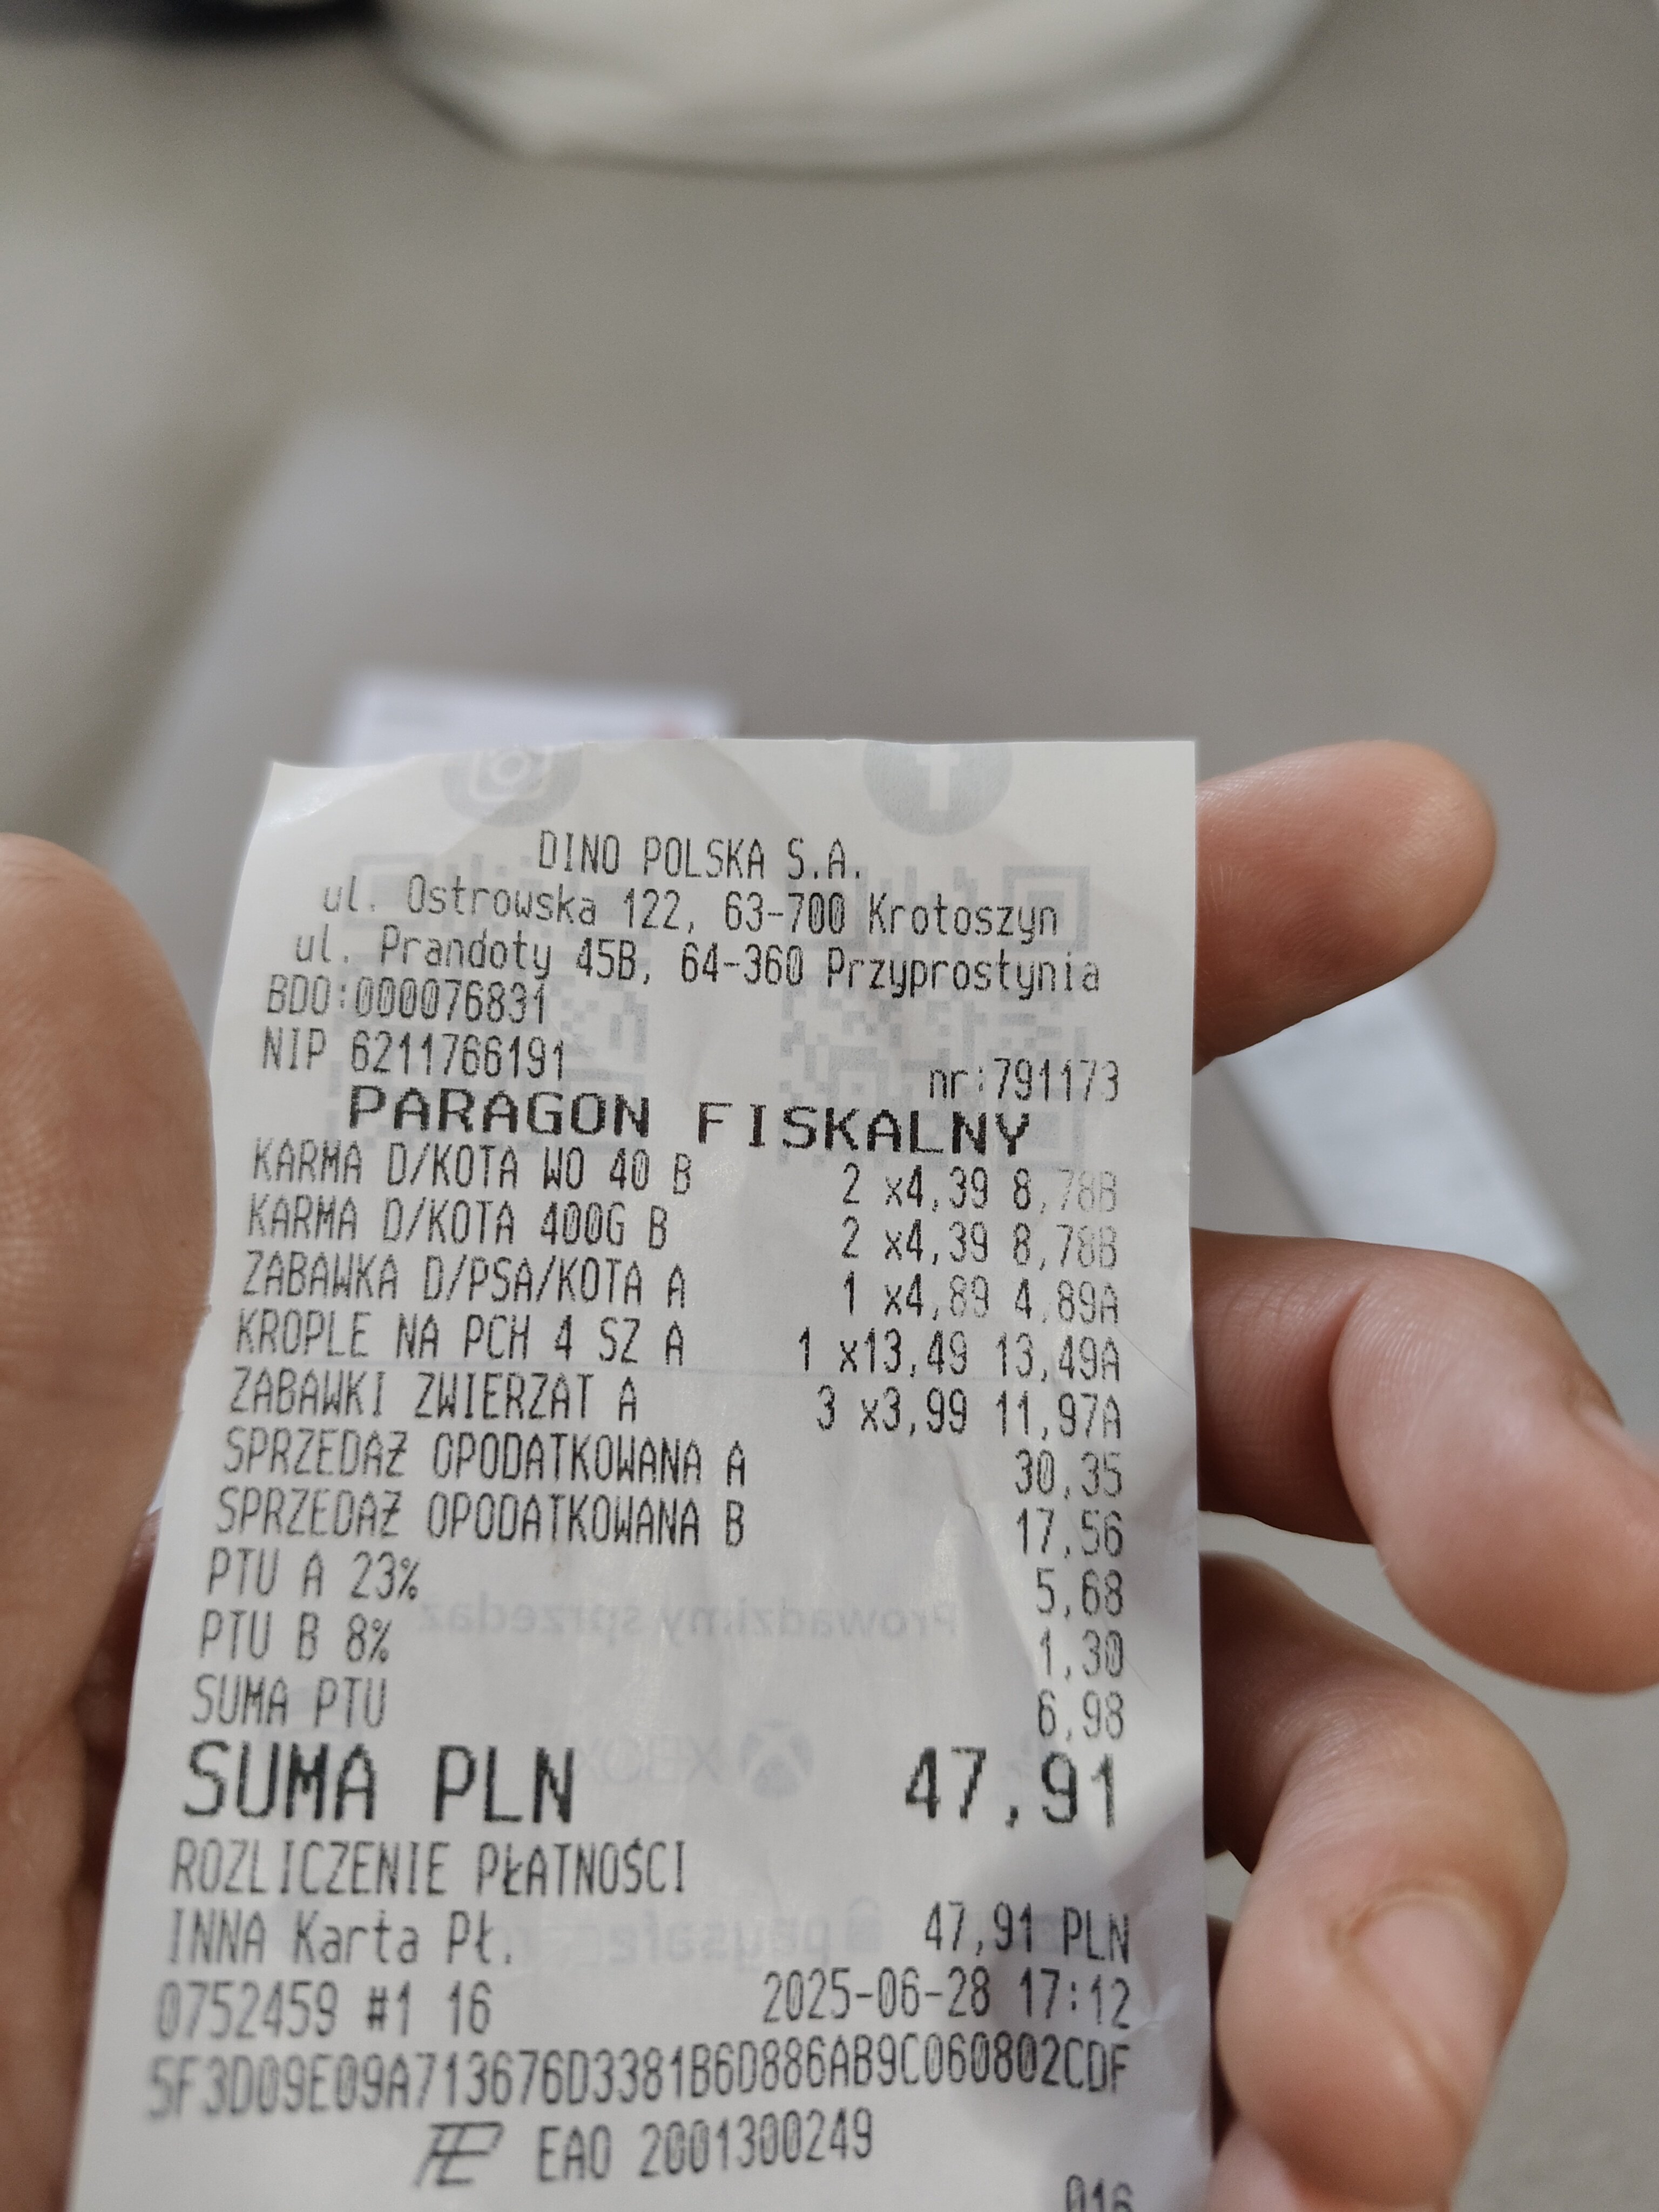 DINO POLSKA S.A.
ul. Ostrowska 122, 63-700 Krotoszyn
ul. Prandoty 45B, 64-360 Przyprostynia
BDO:000076831
NIP 6211766191
nr:791173
PARAGON FISKALNY
KARMA D/KOTA WO 40 B 2 x4,39 8,78B
KARMA D/KOTA 400G B 2 x4,39 8,78B
ZABAWKA D/PSA/KOTA A 1 x4,89 4,89A
KROPLE NA PCH 4 SZ A 1 x13,49 13,49A
ZABAWKI ZWIERZAT A 3 x3,99 11,97A
SPRZEDAŻ OPODATKOWANA A 30,35
SPRZEDAŻ OPODATKOWANA B 17,56
PTU A 23% 5,68
PTU B 8% 1,30
SUMA PTU 6,98
SUMA PLN 47,91
ROZLICZENIE PŁATNOŚCI
INNA Karta Pł. 47,91 PLN
0752459 #1 16 2025-06-28 17:12
5F3D09E09A713676D3381B6D886AB9C060802CDF
EAO 2001300249
016
Prowadzimy sprzedaż
XBOX
paysafe